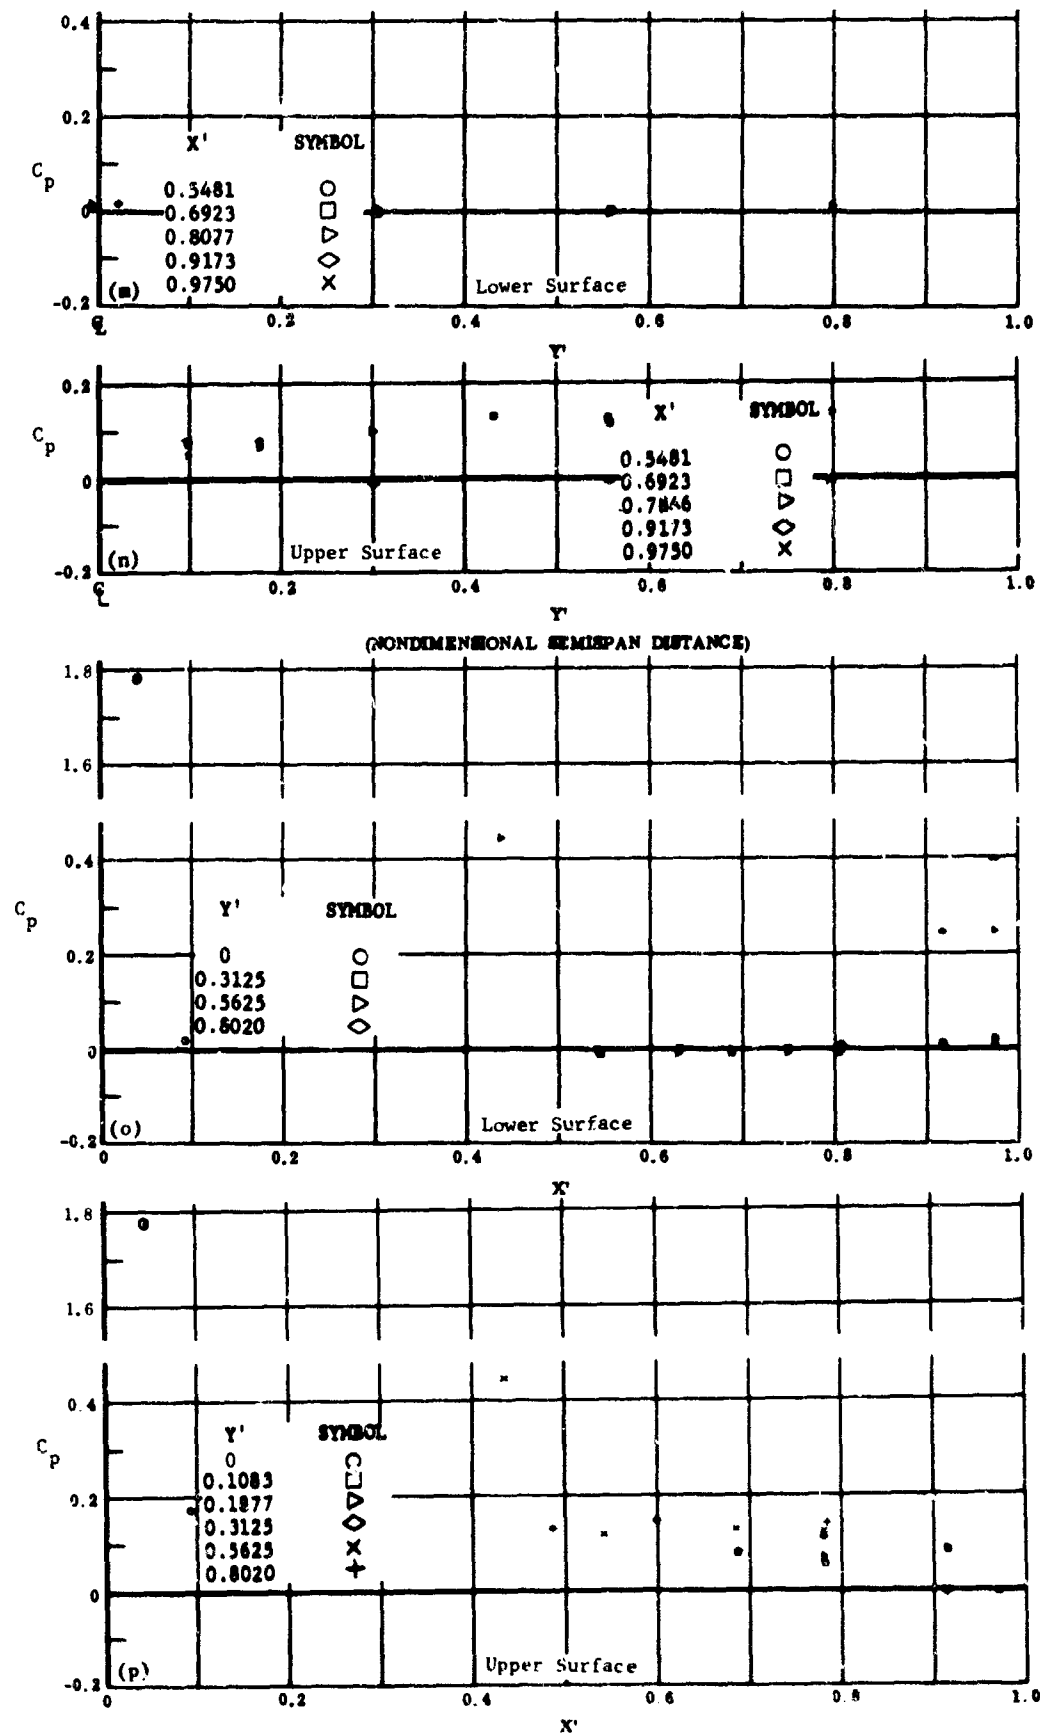 0.4
0.2
X' SYMBOL
C_p
0.5481 ○
0
0.6923 □
0.8077 ▷
0.9173 ◇
0.9750 ×
-0.2
(m) Lower Surface
℄ 0.2 0.4 0.6 0.8 1.0
Y'
0.2
X' SYMBOL
C_p
0.5481 ○
0
0.6923 □
▷
0.9173 ◇
0.9750 ×
(n) Upper Surface
-0.2
℄ 0.2 0.4 0.6 0.8 1.0
Y'
(NONDIMENSIONAL SEMISPAN DISTANCE)
1.8
1.6
0.4
Y' SYMBOL
C_p
0.2
0 ○
0.3125 □
0.5625 ▷
0.8020 ◇
0
(o) Lower Surface
-0.2
0 0.2 0.4 0.6 0.8 1.0
X'
1.8
1.6
0.4
Y' SYMBOL
C_p
0 ○
0.1083 □
0.2
0.1877 ▷
0.3125 ◇
0.5625 ×
0.8020 +
0
(p) Upper Surface
-0.2
0 0.2 0.4 0.6 0.8 1.0
X'